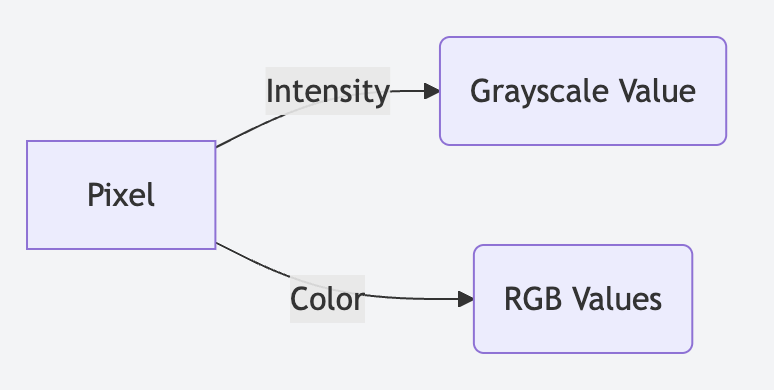 Intensity
Grayscale Value
Pixel
Color
RGB Values